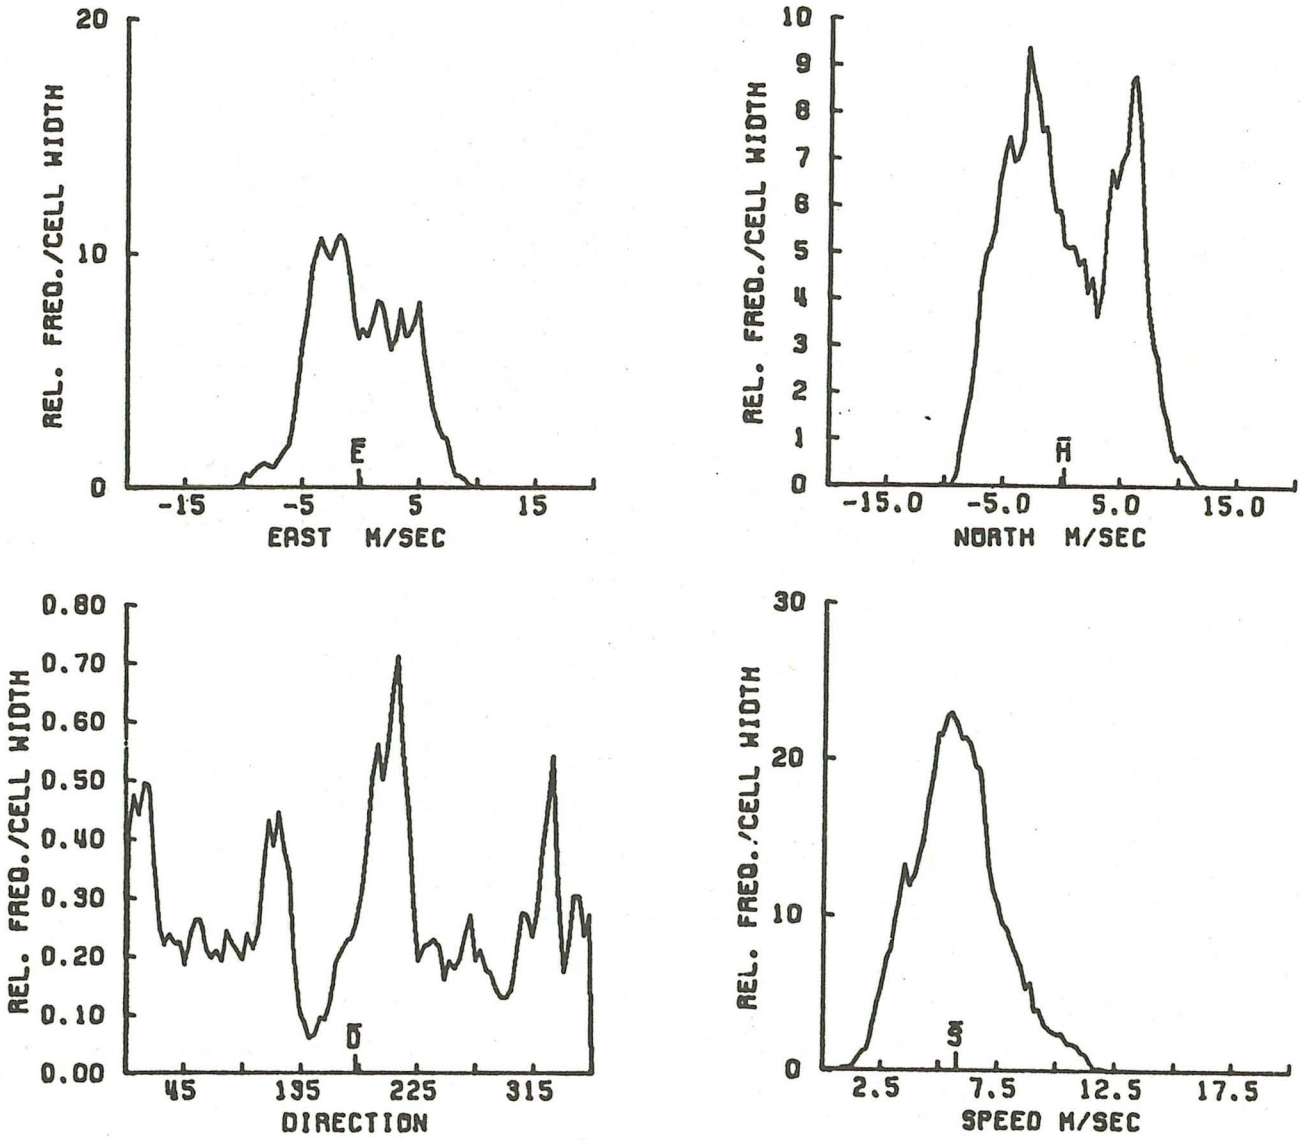 20
10
0
REL. FREQ./CELL WIDTH
E̅
-15 -5 5 15
EAST M/SEC
10
9
8
7
6
5
4
3
2
1
0
REL. FREQ./CELL WIDTH
N̅
-15.0 -5.0 5.0 15.0
NORTH M/SEC
0.80
0.70
0.60
0.50
0.40
0.30
0.20
0.10
0.00
REL. FREQ./CELL WIDTH
D̅
45 135 225 315
DIRECTION
30
20
10
0
REL. FREQ./CELL WIDTH
S̅
2.5 7.5 12.5 17.5
SPEED M/SEC